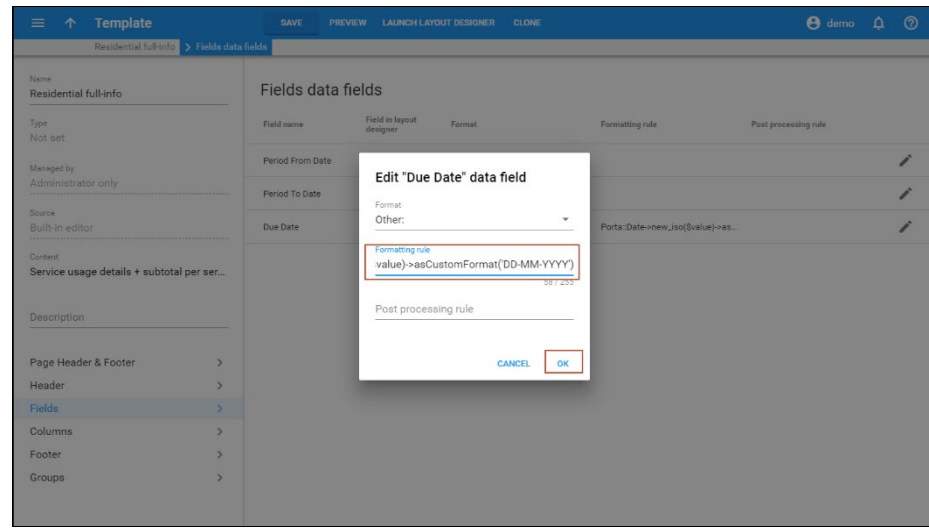 Template
SAVE PREVIEW LAUNCH LAYOUT DESIGNER CLONE
demo
Residential full-info > Fields data fields
Name
Residential full-info
Type
Not set
Managed by
Administrator only
Source
Built-in editor
Content
Service usage details + subtotal per ser...
Description
Page Header & Footer
Header
Fields
Columns
Footer
Groups
Fields data fields
Field name
Field in layout designer
Format
Formatting rule
Post processing rule
Period From Date
Period To Date
Due Date
Porta::Date->new_iso($value)->as...
Edit "Due Date" data field
Format
Other:
Formatting rule
value)->asCustomFormat('DD-MM-YYYY')
58 / 255
Post processing rule
CANCEL OK